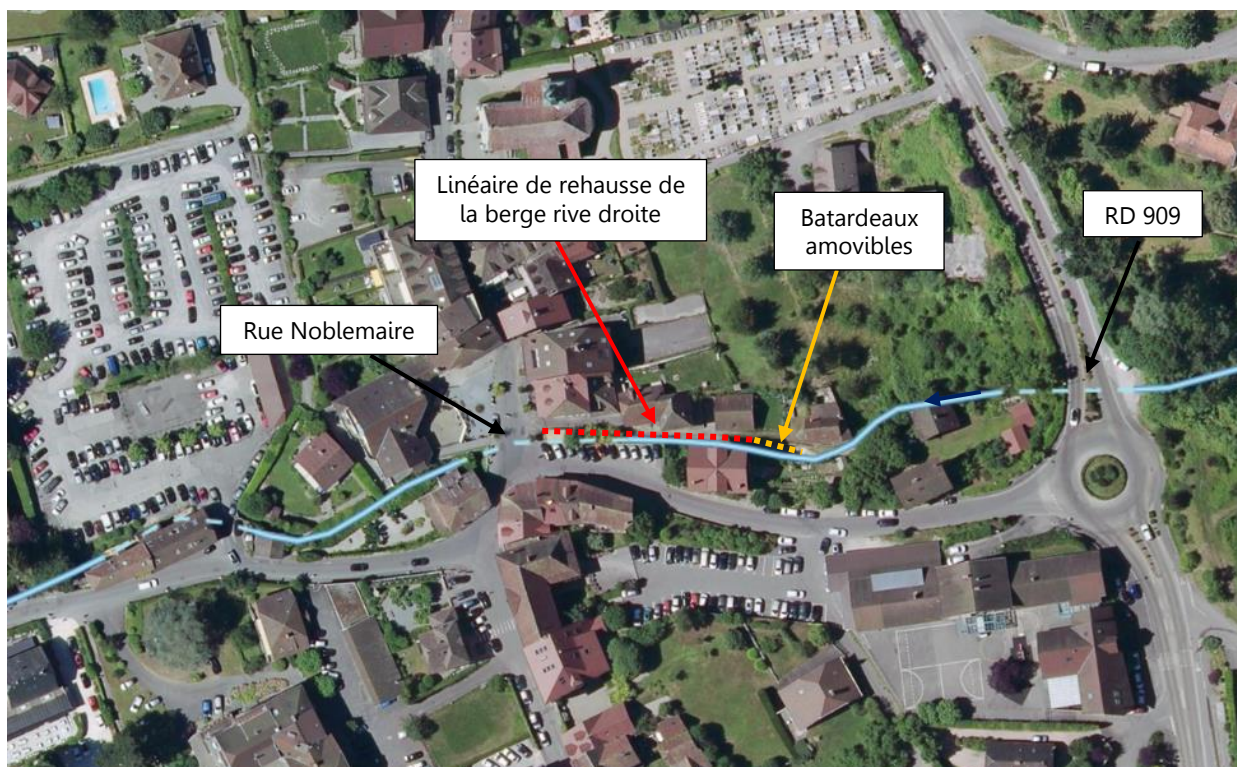 Linéaire de rehausse de
la berge rive droite
Batardeaux
amovibles
RD 909
Rue Noblemaire